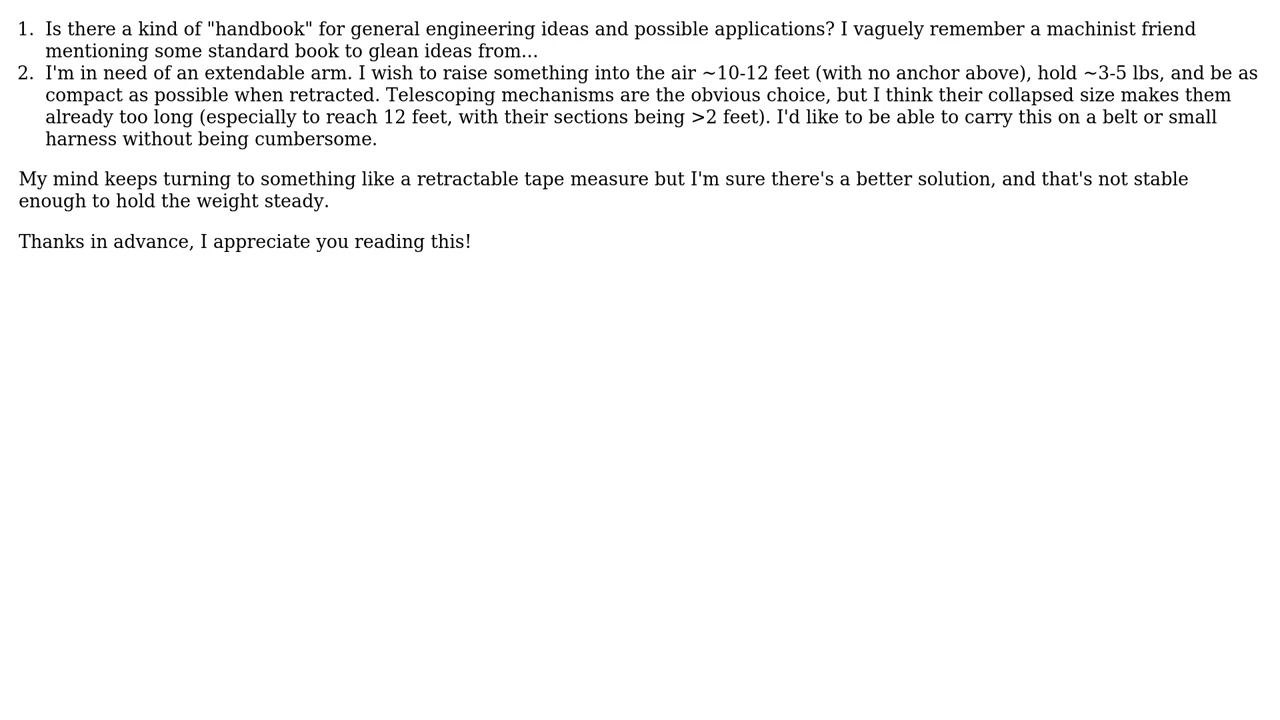 1. Is there a kind of "handbook" for general engineering ideas and possible applications? I vaguely remember a machinist friend
mentioning some standard book to glean ideas from...
2. I'm in need of an extendable arm. I wish to raise something into the air ~10-12 feet (with no anchor above), hold ~3-5 lbs, and be as
compact as possible when retracted. Telescoping mechanisms are the obvious choice, but I think their collapsed size makes them
already too long (especially to reach 12 feet, with their sections being >2 feet). I'd like to be able to carry this on a belt or small
harness without being cumbersome.
My mind keeps turning to something like a retractable tape measure but I'm sure there's a better solution, and that's not stable
enough to hold the weight steady.
Thanks in advance, I appreciate you reading this!